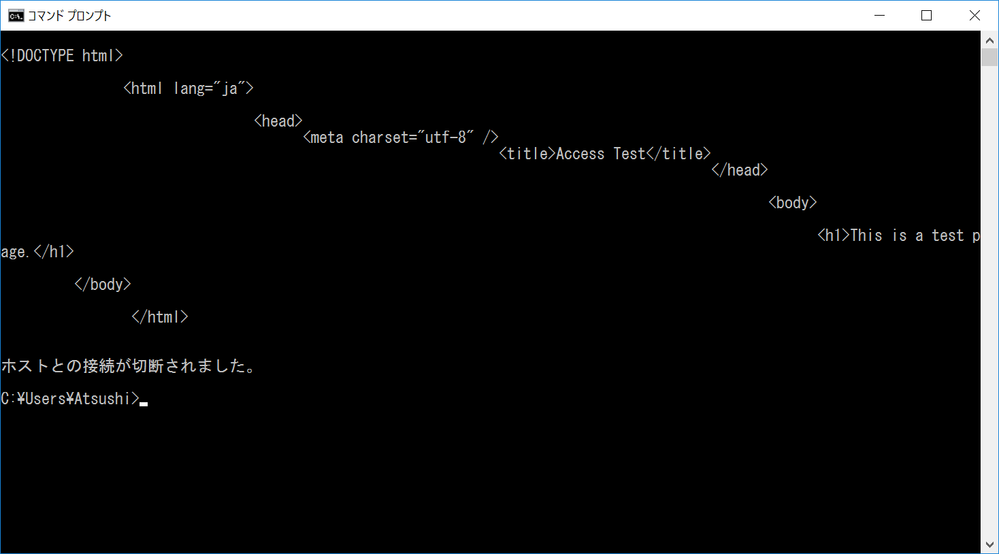 コマンド プロンプト
<!DOCTYPE html>
<html lang="ja">
<head>
<meta charset="utf-8" />
<title>Access Test</title>
</head>
<body>
<h1>This is a test p
age.</h1>
</body>
</html>
ホストとの接続が切断されました。
C:¥Users¥Atsushi>